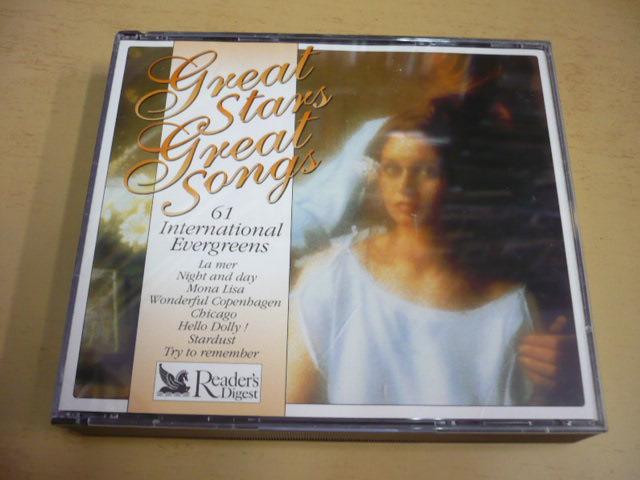 Great
Stars
Great
Songs
61
International
Evergreens
La mer
Night and day
Mona Lisa
Wonderful Copenhagen
Chicago
Hello Dolly !
Stardust
Try to remember
Reader's
Digest